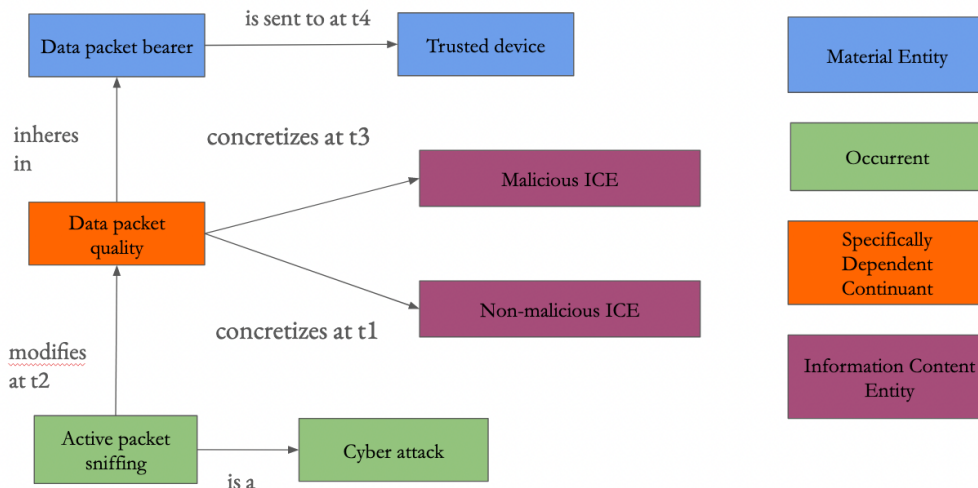 is sent to at t4
Data packet bearer
Trusted device
Material Entity
inheres
in
concretizes at t3
Occurrent
Malicious ICE
Data packet
quality
Specifically
Dependent
Continuant
Non-malicious ICE
concretizes at t1
modifies
at t2
Information Content
Entity
Active packet
sniffing
Cyber attack
is a